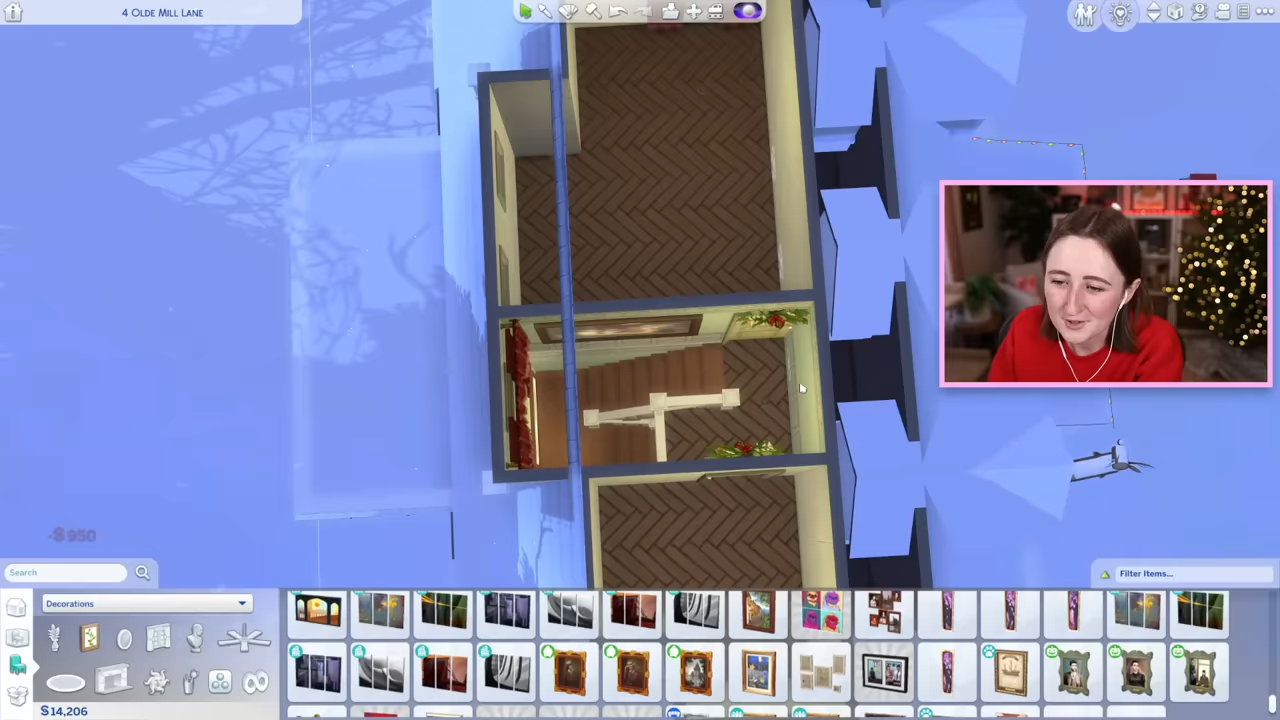 4 OLDE MILL LANE
-$950
Search
Filter Items...
Decorations
$14,206